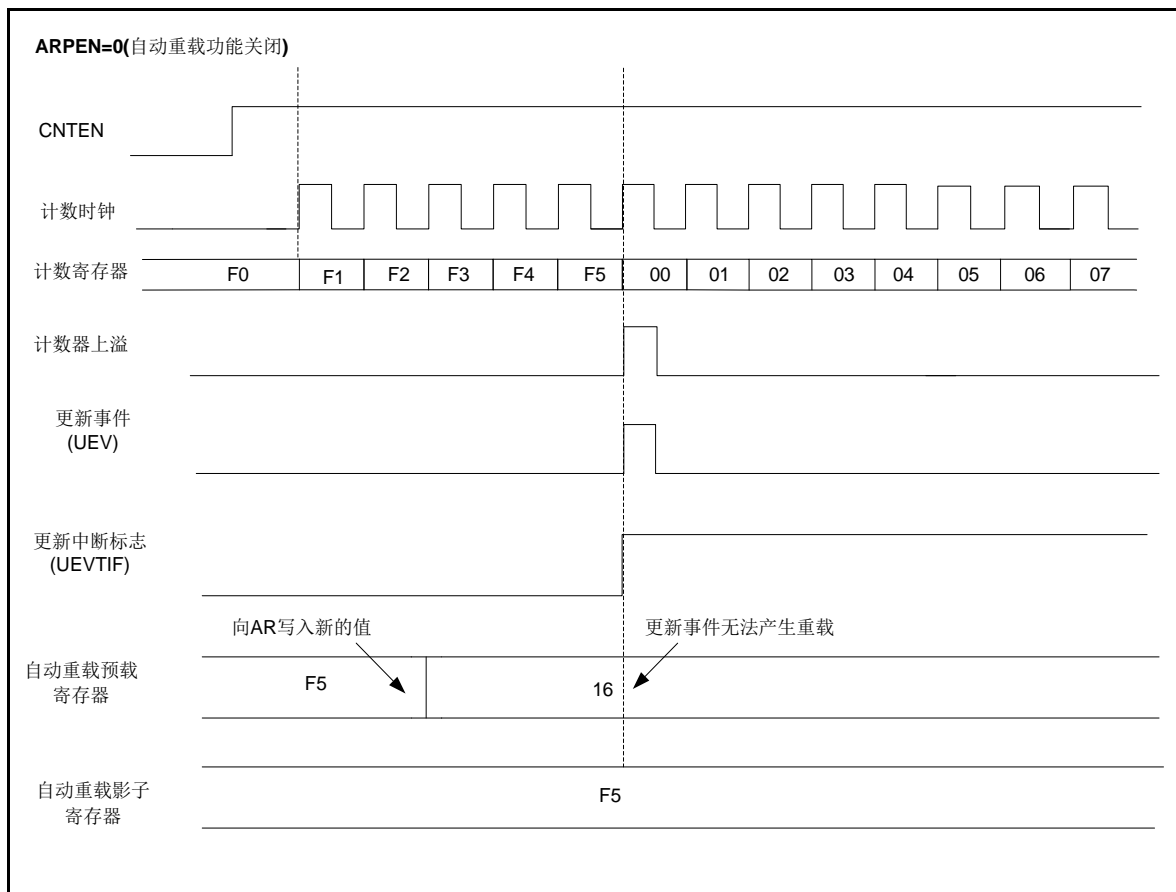 ARPEN=0(自动重载功能关闭)
CNTEN
计数时钟
计数寄存器
F0 F1 F2 F3 F4 F5 00 01 02 03 04 05 06 07
计数器上溢
更新事件
(UEV)
更新中断标志
(UEVTIF)
向AR写入新的值
更新事件无法产生重载
自动重载预载
寄存器
F5
16
自动重载影子
寄存器
F5